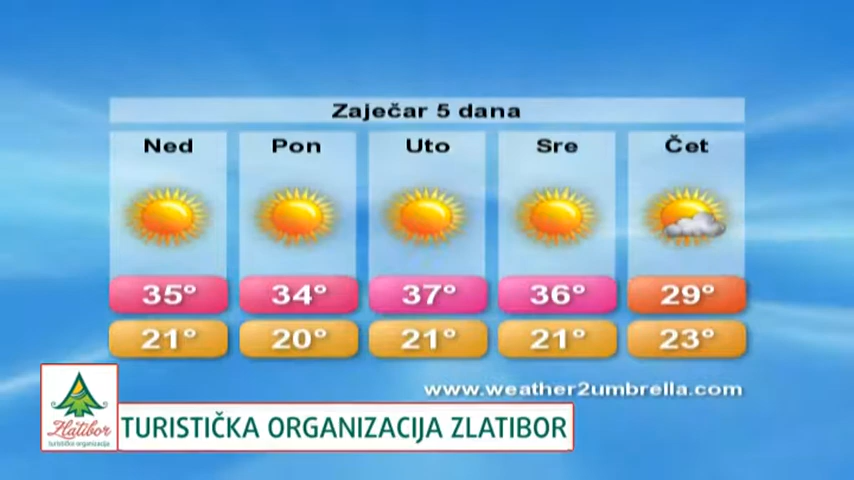 Zaječar 5 dana
Ned Pon Uto Sre Čet
35° 34° 37° 36° 29°
21° 20° 21° 21° 23°
www.weather2umbrella.com
Zlatibor
turistička organizacija
TURISTIČKA ORGANIZACIJA ZLATIBOR